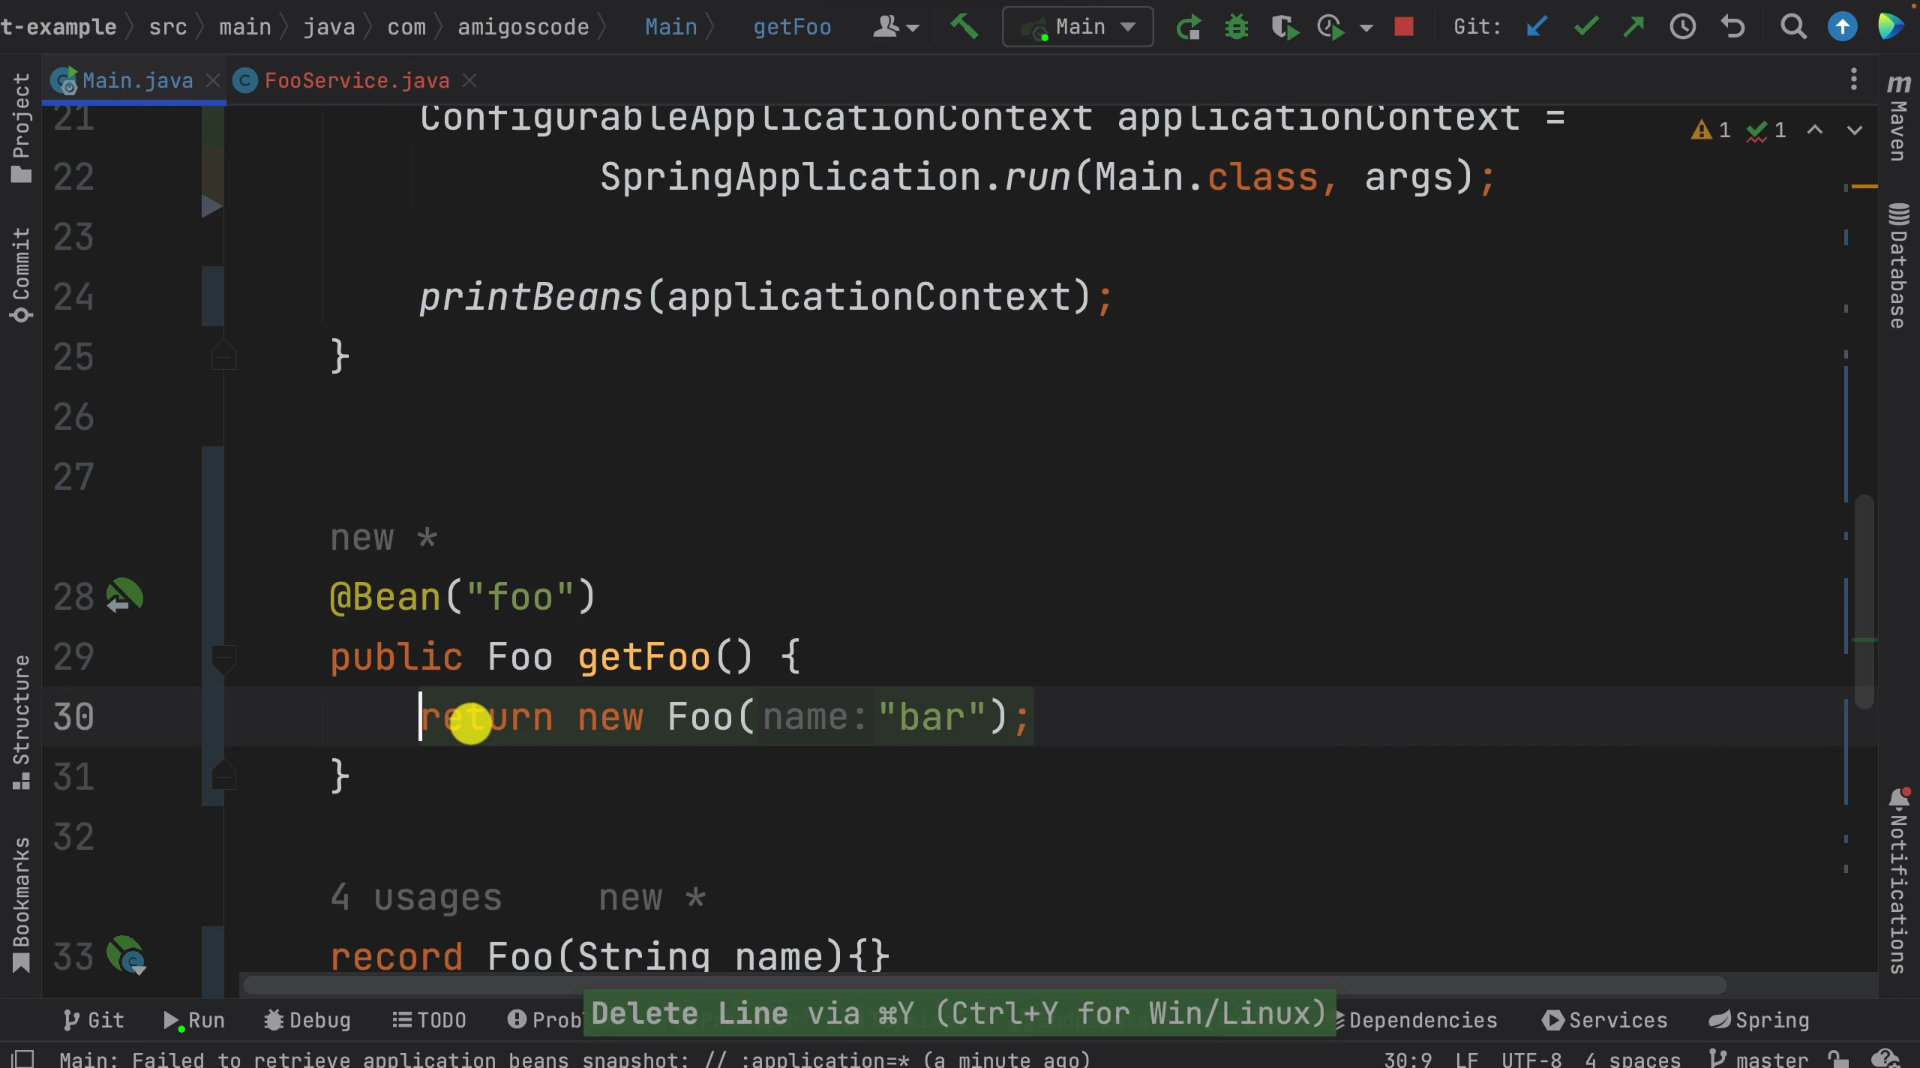 t-example src main java com amigoscode Main getFoo Main Git:
Main.java FooService.java
21 ConfigurableApplicationContext applicationContext =
1 1
22 SpringApplication.run(Main.class, args);
23
24 printBeans(applicationContext);
25 }
26
27
new *
28 @Bean("foo")
29 public Foo getFoo() {
30 return new Foo( name: "bar");
31 }
32
4 usages new *
33 record Foo(String name){}
Project
Commit
Structure
Bookmarks
m Maven
Database
Notifications
Git Run Debug TODO Prob Dependencies Services Spring
Delete Line via ⌘Y (Ctrl+Y for Win/Linux)
Main: Failed to retrieve application beans snapshot: // :application=* (a minute ago) 30:9 LF UTF-8 4 spaces master